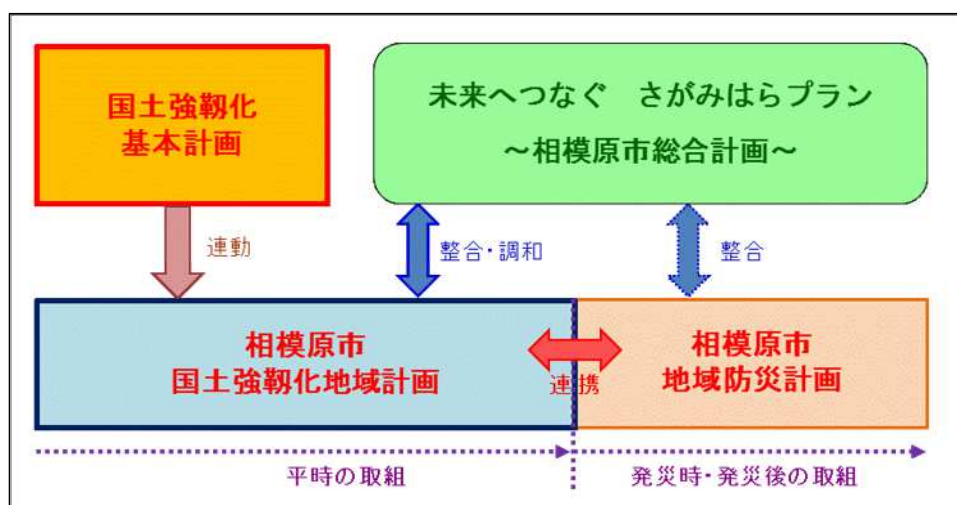 国土強靱化
基本計画
未来へつなぐ　さがみはらプラン
～相模原市総合計画～
連動
整合・調和
整合
相模原市
国土強靱化地域計画
連携
相模原市
地域防災計画
平時の取組
発災時・発災後の取組